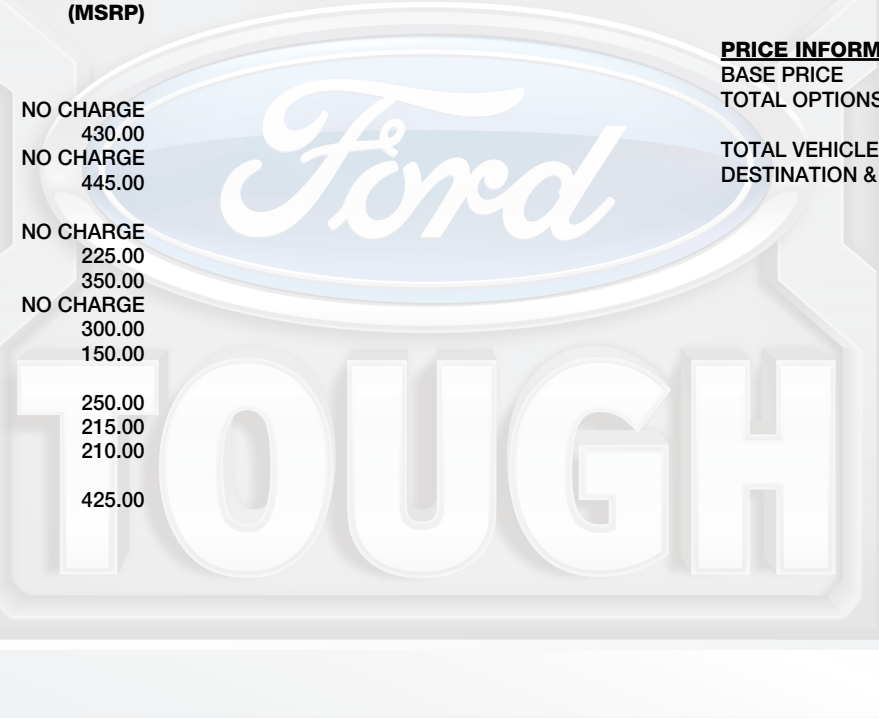 (MSRP)
NO CHARGE
430.00
NO CHARGE
445.00
NO CHARGE
225.00
350.00
NO CHARGE
300.00
150.00
250.00
215.00
210.00
425.00
PRICE INFORM
BASE PRICE
TOTAL OPTIONS
TOTAL VEHICLE
DESTINATION &
Ford
TOUGH